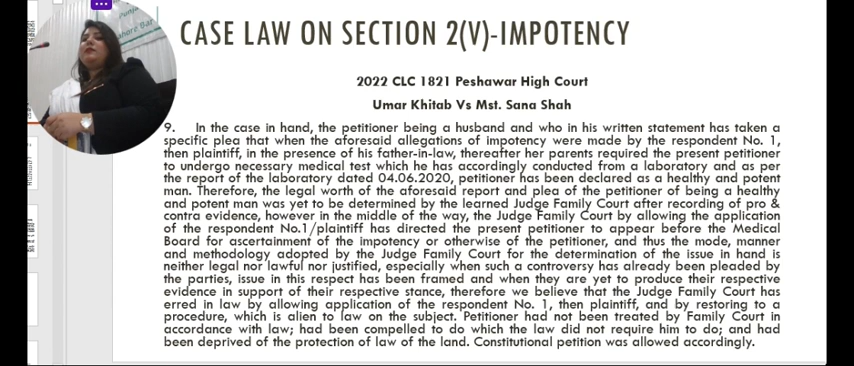 CASE LAW ON SECTION 2(V)-IMPOTENCY
2022 CLC 1821 Peshawar High Court
Umar Khitab Vs Mst. Sana Shah
9. In the case in hand, the petitioner being a husband and who in his written statement has taken a
specific plea that when the aforesaid allegations of impotency were made by the respondent No. 1,
then plaintiff, in the presence of his father-in-law, thereafter her parents required the present petitioner
to undergo necessary medical test which he has accordingly conducted from a laboratory and as per
the report of the laboratory dated 04.06.2020, petitioner has been declared as a healthy and potent
man. Therefore, the legal worth of the aforesaid report and plea of the petitioner of being a healthy
and potent man was yet to be determined by the learned Judge Family Court after recording of pro &
contra evidence, however in the middle of the way, the Judge Family Court by allowing the application
of the respondent No.1/plaintiff has directed the present petitioner to appear before the Medical
Board for ascertainment of the impotency or otherwise of the petitioner, and thus the mode, manner
and methodology adopted by the Judge Family Court for the determination of the issue in hand is
neither legal nor lawful nor justified, especially when such a controversy has already been pleaded by
the parties, issue in this respect has been framed and when they are yet to produce their respective
evidence in support of their respective stance, therefore we believe that the Judge Family Court has
erred in law by allowing application of the respondent No. 1, then plaintiff, and by restoring to a
procedure, which is alien to law on the subject. Petitioner had not been treated by Family Court in
accordance with law; had been compelled to do which the law did not require him to do; and had
been deprived of the protection of law of the land. Constitutional petition was allowed accordingly.